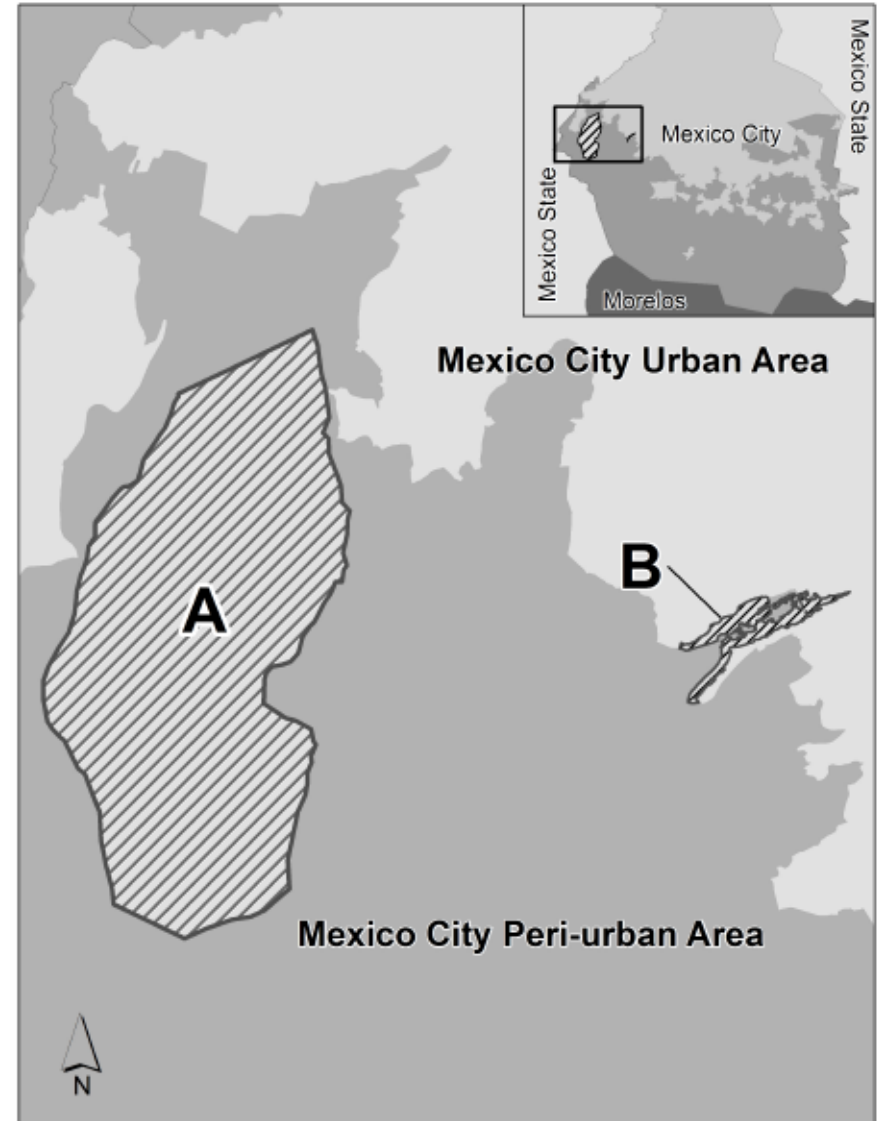 Mexico State
Mexico City
Mexico State
Morelos
Mexico City Urban Area
B
A
Mexico City Peri-urban Area
N